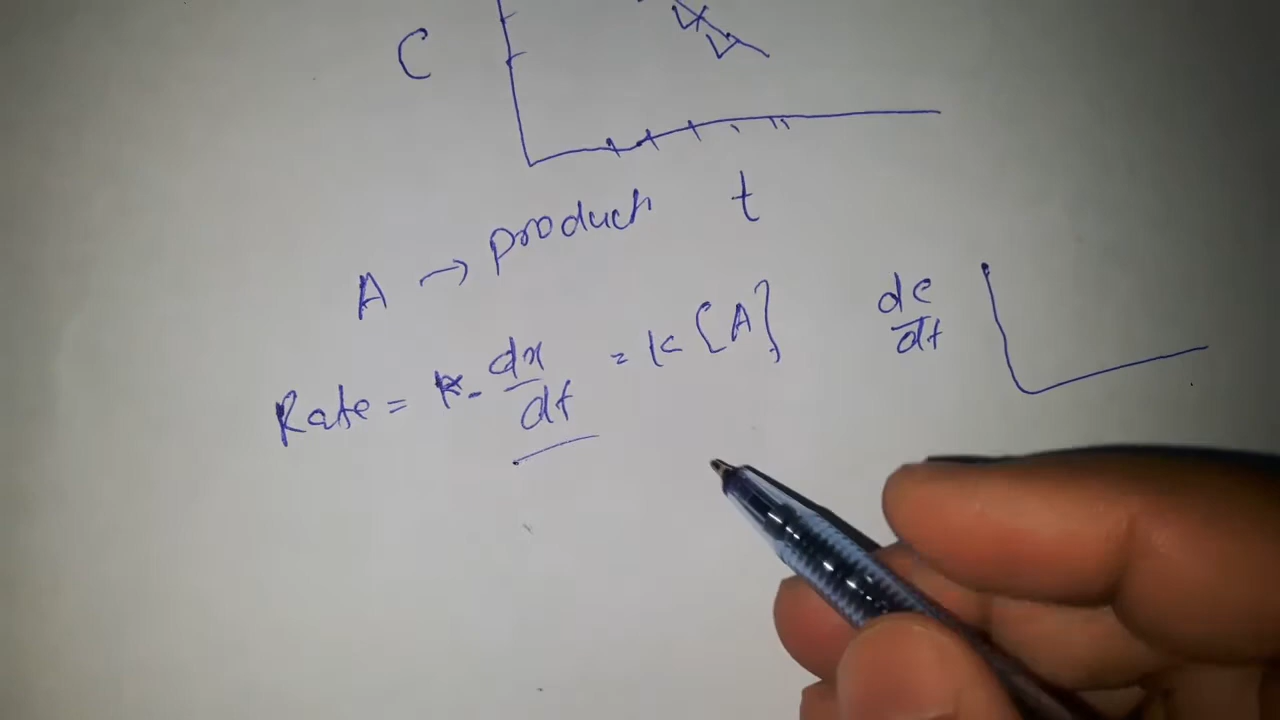 C
t
A → product
Rate = - dx/dt = k [A]
dc/dt